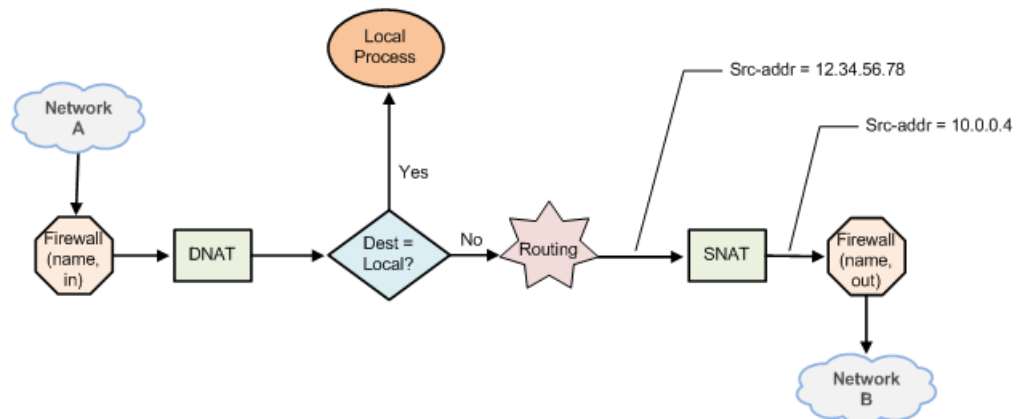 Local
Process
Src-addr = 12.34.56.78
Network
A
Src-addr = 10.0.0.4
Yes
Firewall
(name,
in)
DNAT
Dest =
Local?
No
Routing
SNAT
Firewall
(name,
out)
Network
B